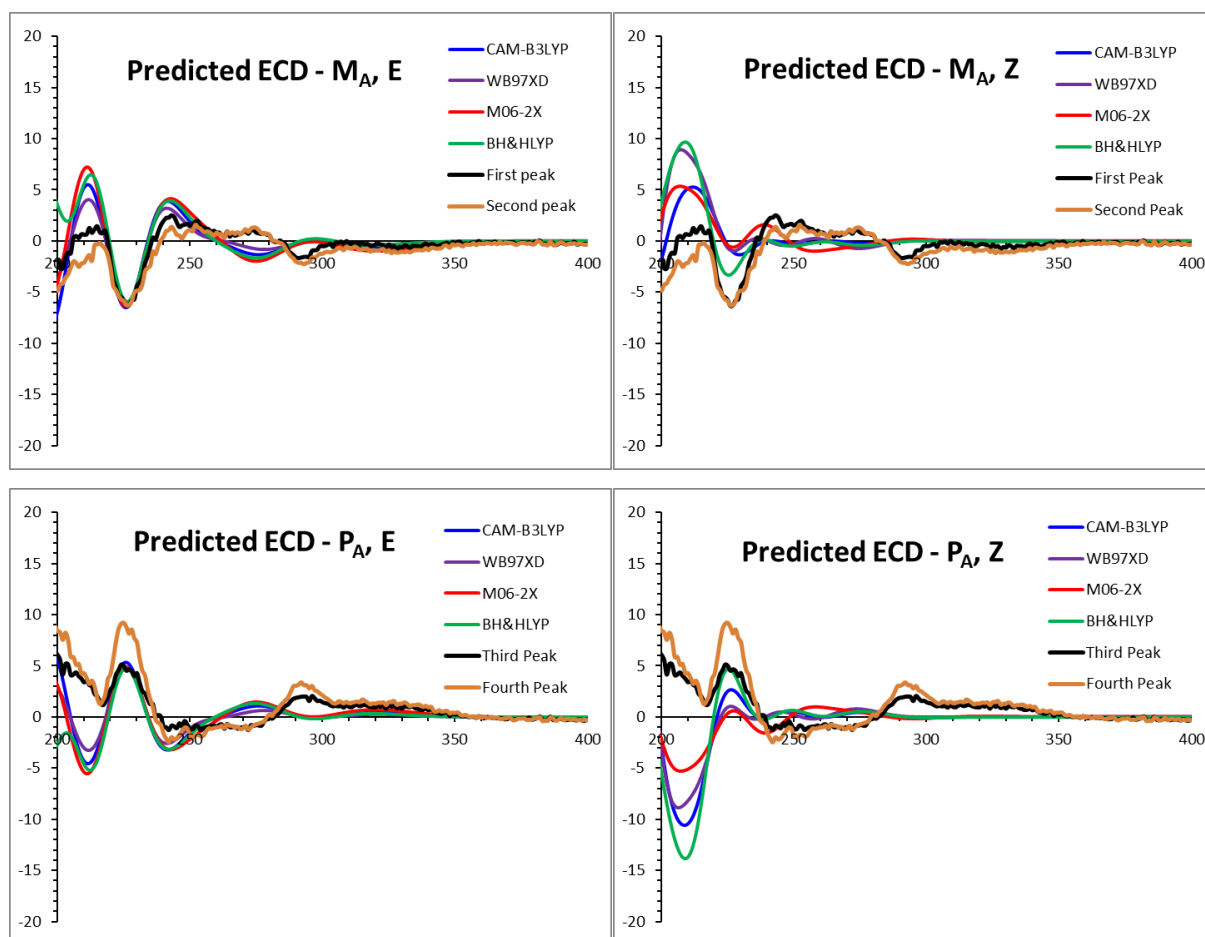 Predicted ECD - MA, E
20
15
10
5
0
-5
-10
-15
-20
200
250
300
350
400
CAM-B3LYP
WB97XD
M06-2X
BH&HLYP
First peak
Second peak
Predicted ECD - MA, Z
20
15
10
5
0
-5
-10
-15
-20
200
250
300
350
400
CAM-B3LYP
WB97XD
M06-2X
BH&HLYP
First Peak
Second Peak
Predicted ECD - PA, E
20
15
10
5
0
-5
-10
-15
-20
200
250
300
350
400
CAM-B3LYP
WB97XD
M06-2X
BH&HLYP
Third Peak
Fourth Peak
Predicted ECD - PA, Z
20
15
10
5
0
-5
-10
-15
-20
200
250
300
350
400
CAM-B3LYP
WB97XD
M06-2X
BH&HLYP
Third Peak
Fourth Peak